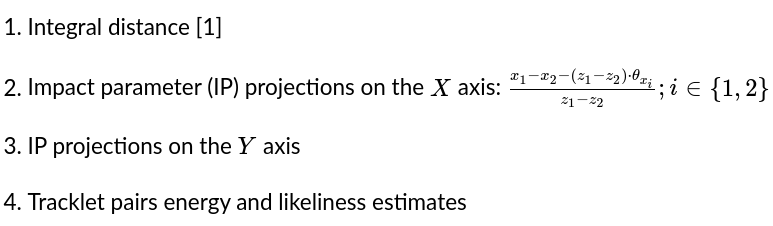 1. Integral distance [1]
2. Impact parameter (IP) projections on the X axis: \frac{x_1-x_2-(z_1-z_2)\cdot\theta_{x_i}}{z_1-z_2}; i ∈ {1, 2}
3. IP projections on the Y axis
4. Tracklet pairs energy and likeliness estimates